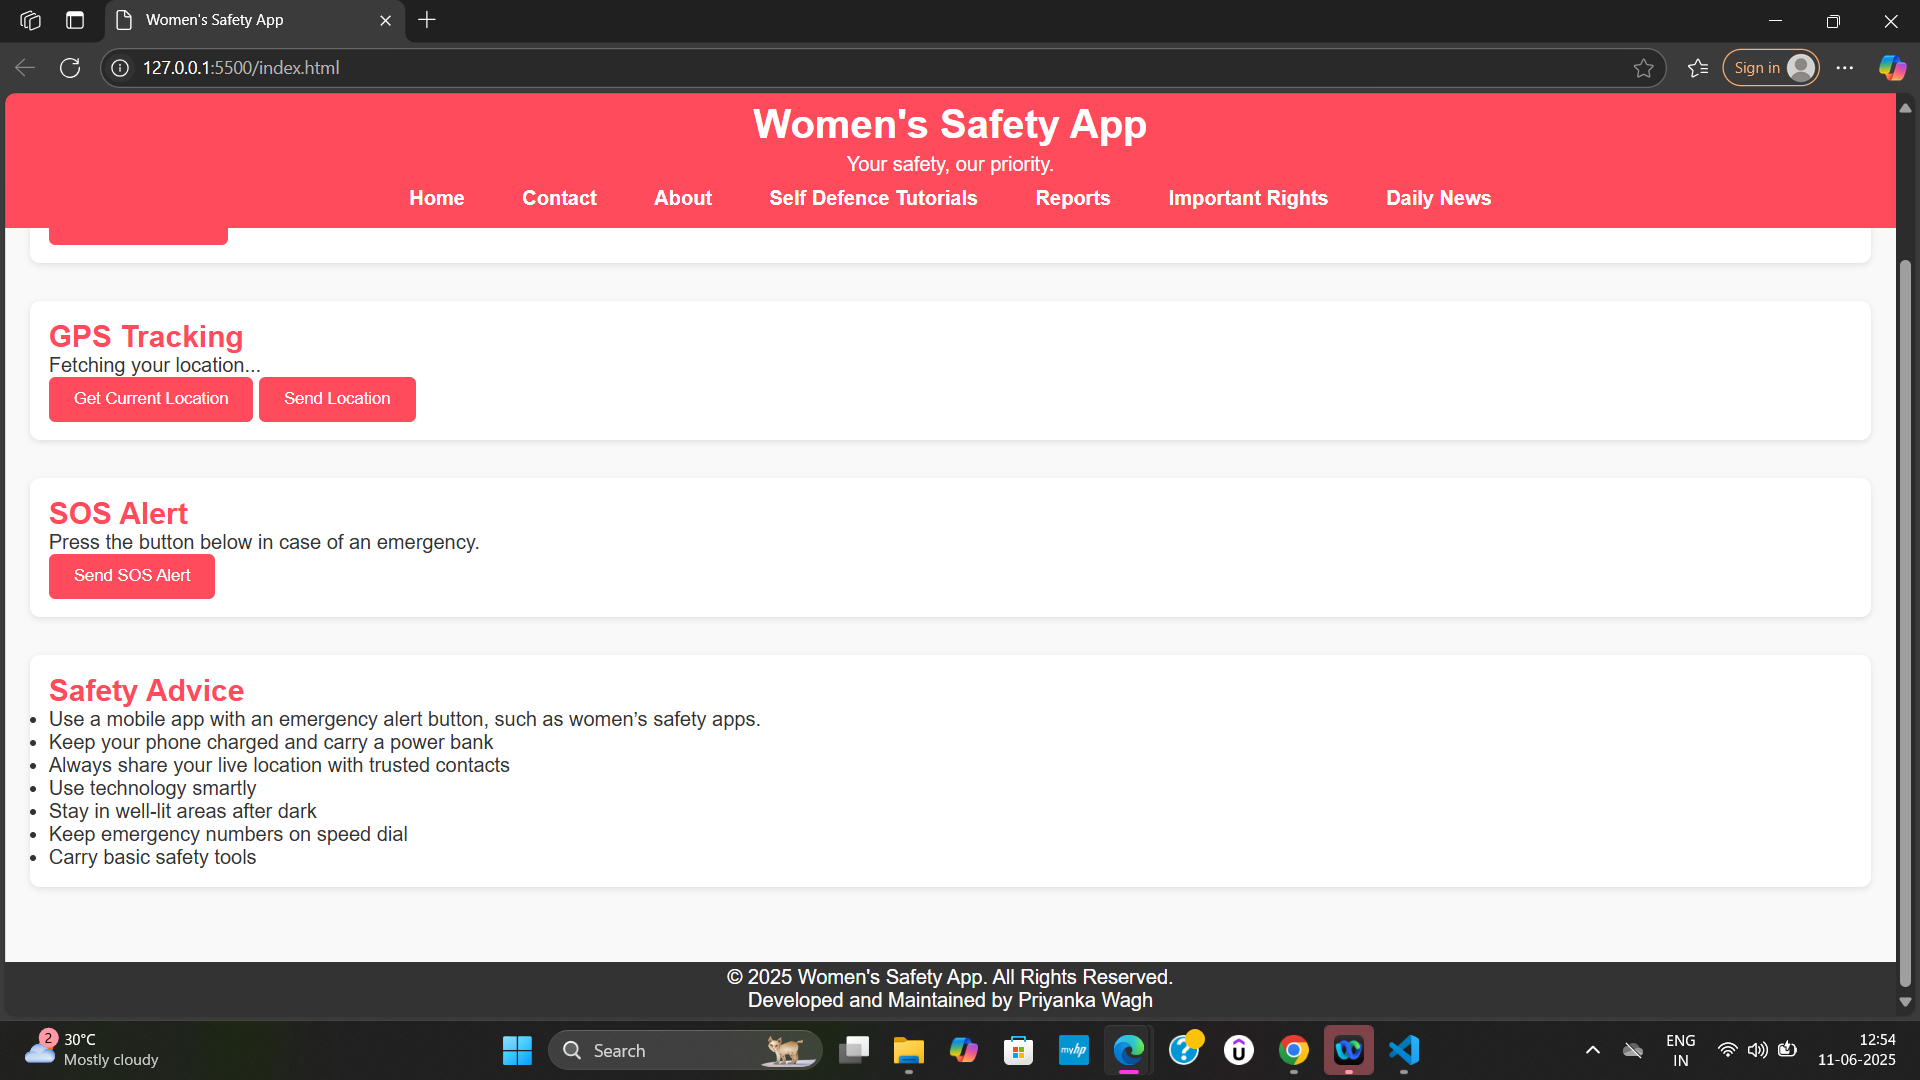 Women's Safety App
127.0.0.1:5500/index.html
Sign in
Women's Safety App
Your safety, our priority.
Home Contact About Self Defence Tutorials Reports Important Rights Daily News
GPS Tracking
Fetching your location...
Get Current Location Send Location
SOS Alert
Press the button below in case of an emergency.
Send SOS Alert
Safety Advice
• Use a mobile app with an emergency alert button, such as women’s safety apps.
• Keep your phone charged and carry a power bank
• Always share your live location with trusted contacts
• Use technology smartly
• Stay in well-lit areas after dark
• Keep emergency numbers on speed dial
• Carry basic safety tools
© 2025 Women's Safety App. All Rights Reserved.
Developed and Maintained by Priyanka Wagh
2
30°C
Mostly cloudy
Search
myhp
ENG
IN
12:54
11-06-2025